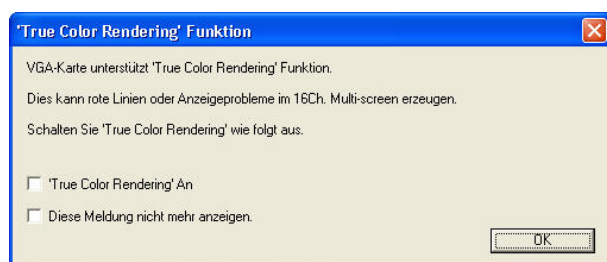 'True Color Rendering' Funktion
VGA-Karte unterstützt 'True Color Rendering' Funktion.
Dies kann rote Linien oder Anzeigeprobleme im 16Ch. Multi-screen erzeugen.
Schalten Sie 'True Color Rendering' wie folgt aus.
'True Color Rendering' An
Diese Meldung nicht mehr anzeigen.
OK